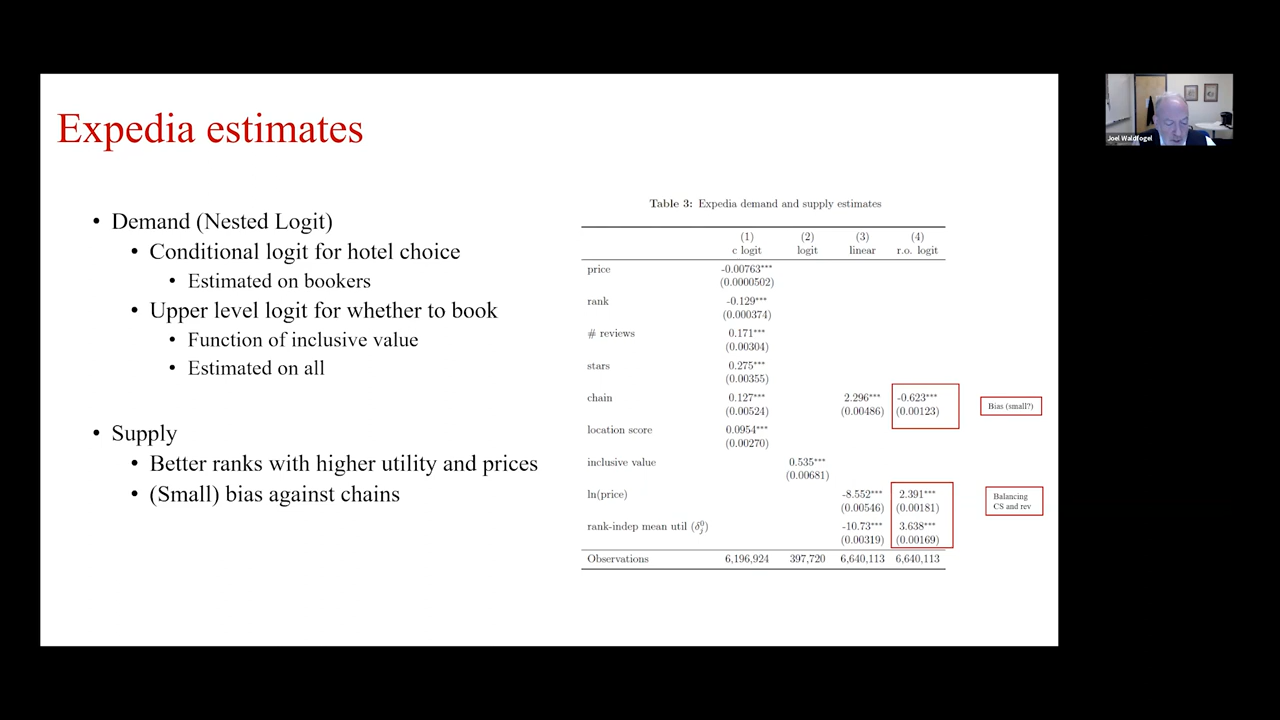 Expedia estimates
• Demand (Nested Logit)
• Conditional logit for hotel choice
• Estimated on bookers
• Upper level logit for whether to book
• Function of inclusive value
• Estimated on all
• Supply
• Better ranks with higher utility and prices
• (Small) bias against chains
Table 3: Expedia demand and supply estimates
(1) (2) (3) (4)
c logit logit linear r.o. logit
price -0.00763***
(0.0000502)
rank -0.129***
(0.000374)
# reviews 0.171***
(0.00304)
stars 0.275***
(0.00355)
chain 0.127*** 2.296*** -0.623***
(0.00524) (0.00486) (0.00123)
location score 0.0954***
(0.00270)
inclusive value 0.535***
(0.00681)
ln(price) -8.552*** 2.391***
(0.00546) (0.00181)
rank-indep mean util (δ⁰ⱼ) -10.73*** 3.638***
(0.00319) (0.00169)
Observations 6,196,924 397,720 6,640,113 6,640,113
Bias (small?)
Balancing
CS and rev
Joel Waldfogel